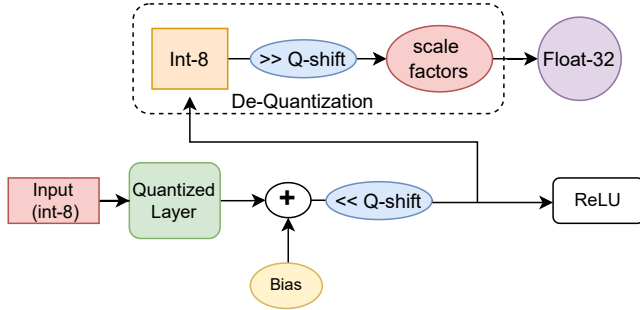 Int-8
>> Q-shift
scale
factors
Float-32
De-Quantization
Input
(int-8)
Quantized
Layer
+
<< Q-shift
ReLU
Bias